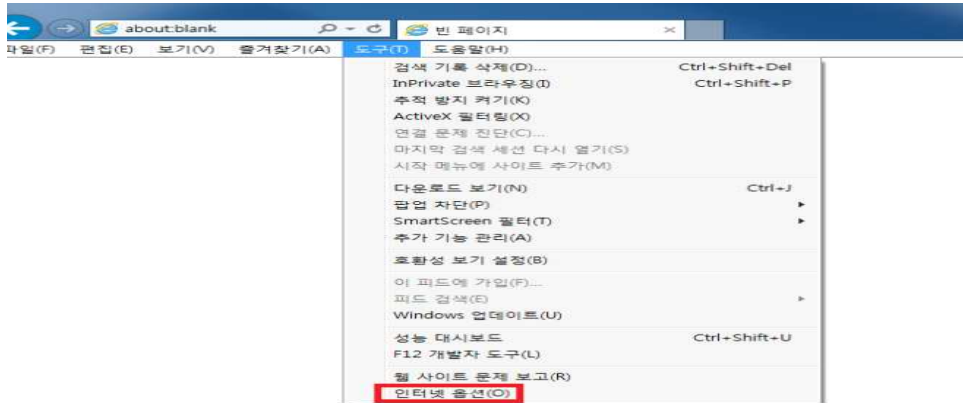 about:blank
빈 페이지
파일(F) 편집(E) 보기(V) 즐겨찾기(A) 도구(T) 도움말(H)
검색 기록 삭제(D)... Ctrl+Shift+Del
InPrivate 브라우징(I) Ctrl+Shift+P
추적 방지 켜기(K)
ActiveX 필터링(X)
연결 문제 진단(C)...
마지막 검색 세션 다시 열기(S)
시작 메뉴에 사이트 추가(M)
다운로드 보기(N) Ctrl+J
팝업 차단(P)
SmartScreen 필터(T)
추가 기능 관리(A)
호환성 보기 설정(B)
이 피드에 가입(F)...
피드 검색(E)
Windows 업데이트(U)
성능 대시보드 Ctrl+Shift+U
F12 개발자 도구(L)
웹 사이트 문제 보고(R)
인터넷 옵션(O)